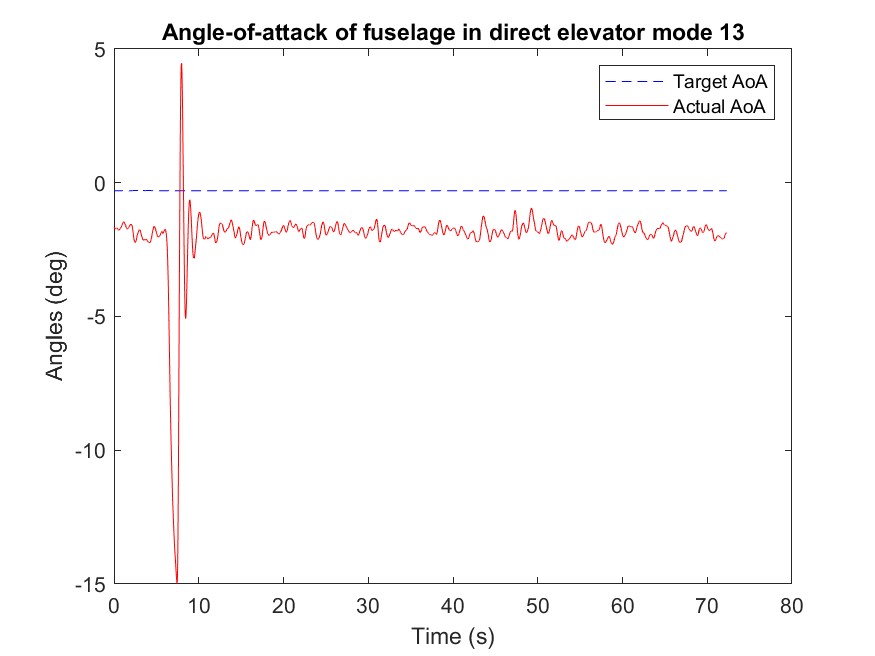 Angle-of-attack of fuselage in direct elevator mode 13
Target AoA
Actual AoA
5
0
-5
-10
-15
Angles (deg)
0 10 20 30 40 50 60 70 80
Time (s)